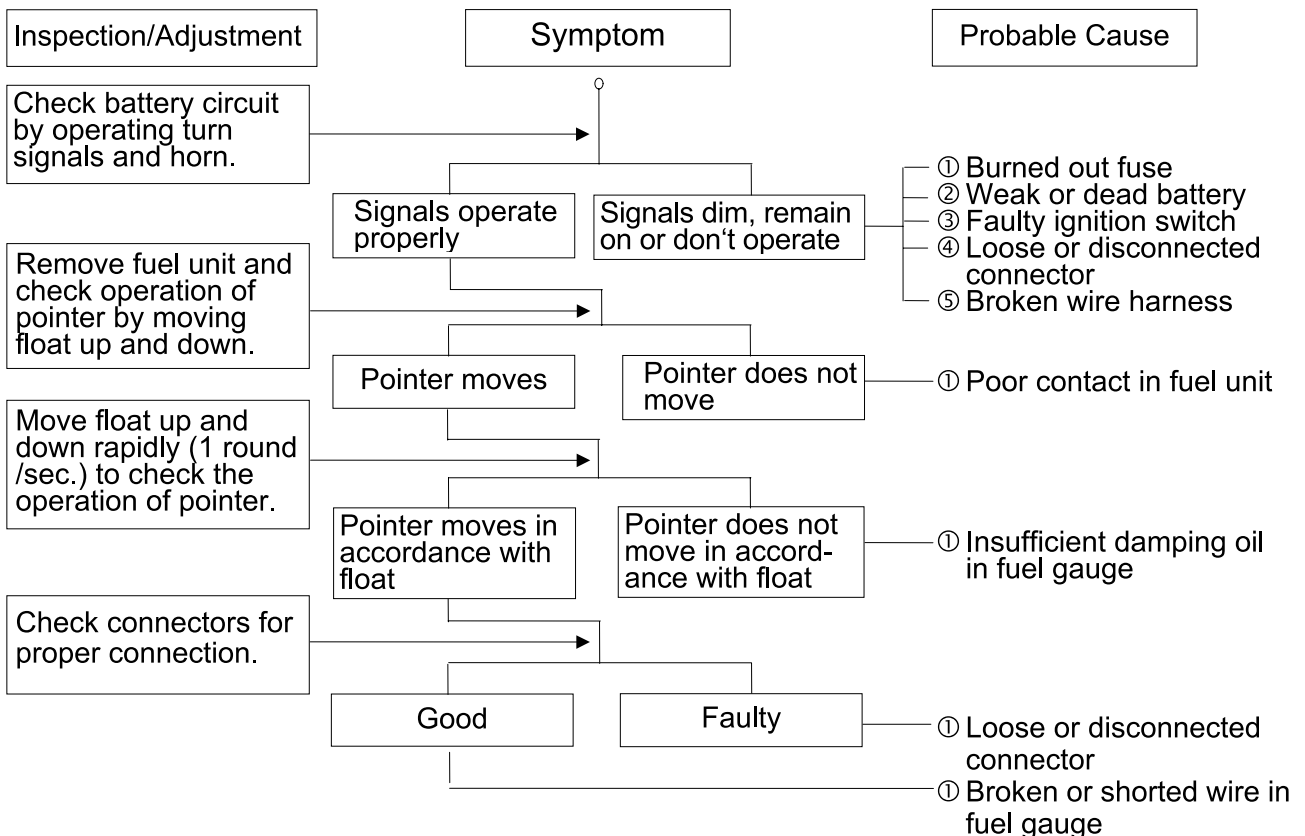 Inspection/Adjustment
Symptom
Probable Cause
Check battery circuit
by operating turn
signals and horn.
Signals operate
properly
Signals dim, remain
on or don‘t operate
① Burned out fuse
② Weak or dead battery
③ Faulty ignition switch
④ Loose or disconnected
connector
⑤ Broken wire harness
Remove fuel unit and
check operation of
pointer by moving
float up and down.
Pointer moves
Pointer does not
move
① Poor contact in fuel unit
Move float up and
down rapidly (1 round
/sec.) to check the
operation of pointer.
Pointer moves in
accordance with
float
Pointer does not
move in accord-
ance with float
① Insufficient damping oil
in fuel gauge
Check connectors for
proper connection.
Good
Faulty
① Loose or disconnected
connector
① Broken or shorted wire in
fuel gauge